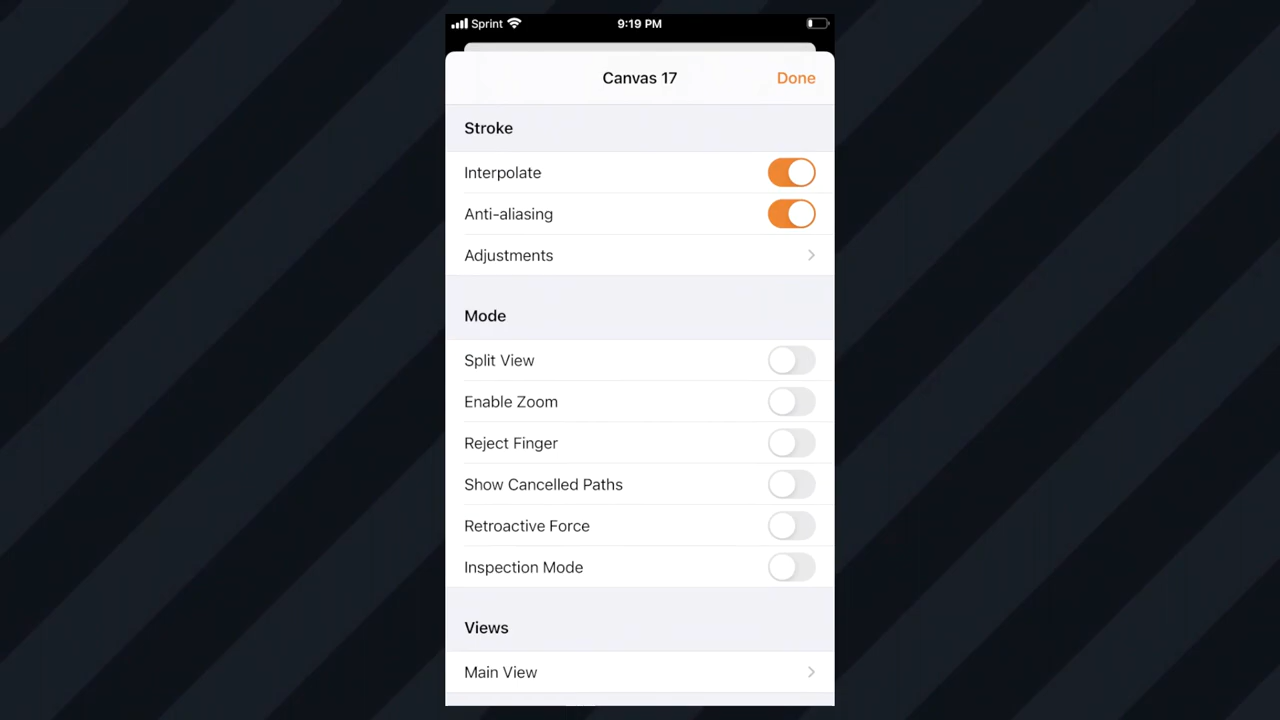 Sprint 9:19 PM
Canvas 17 Done
Stroke
Interpolate
Anti-aliasing
Adjustments
Mode
Split View
Enable Zoom
Reject Finger
Show Cancelled Paths
Retroactive Force
Inspection Mode
Views
Main View